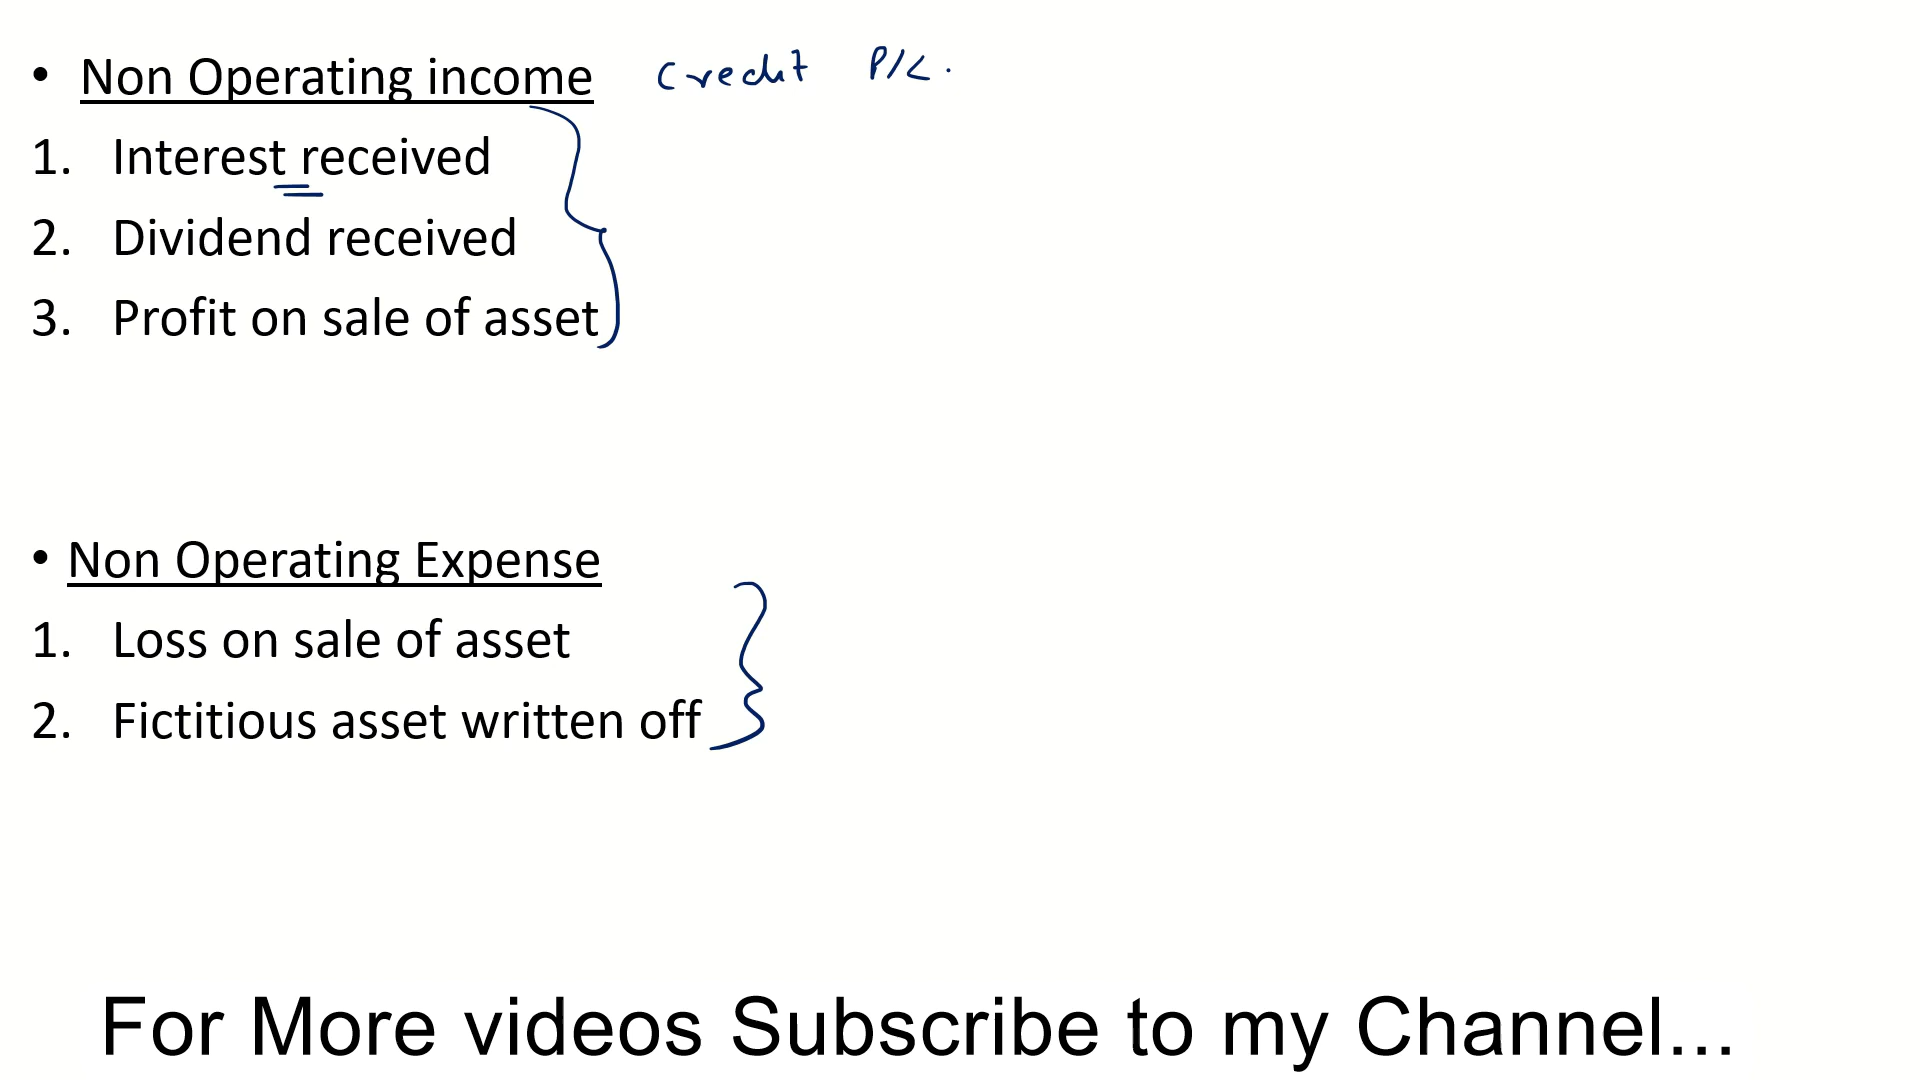 • Non Operating income credit P/L.
1. Interest received
2. Dividend received
3. Profit on sale of asset
• Non Operating Expense
1. Loss on sale of asset
2. Fictitious asset written off
For More videos Subscribe to my Channel...